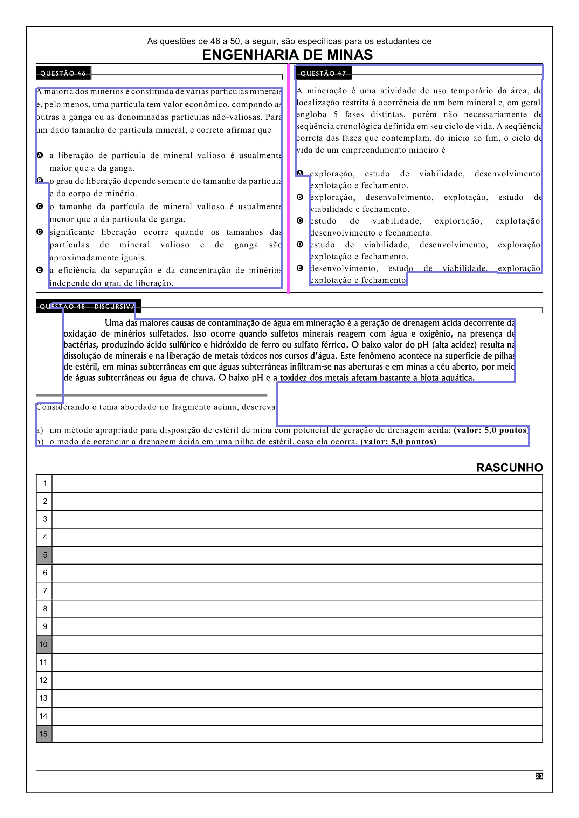 As questões de 46 a 50, a seguir, são específicas para os estudantes de
ENGENHARIA DE MINAS
QUESTÃO 46
A maioria dos minérios é constituída de várias partículas minerais
e, pelo menos, uma partícula tem valor econômico, compondo as
outras a ganga ou as denominadas partículas não-valiosas. Para
um dado tamanho de partícula mineral, é correto afirmar que
A a liberação de partícula de mineral valioso é usualmente
maior que a da ganga.
B o grau de liberação depende somente do tamanho da partícula
e do corpo de minério.
C o tamanho da partícula de mineral valioso é usualmente
menor que a da partícula de ganga.
D significante liberação ocorre quando os tamanhos das
partículas de mineral valioso e de ganga são
aproximadamente iguais.
E a eficiência da separação e da concentração de minérios
independe do grau de liberação.
QUESTÃO 47
A mineração é uma atividade de uso temporário da área, de
localização restrita à ocorrência de um bem mineral e, em geral,
engloba 5 fases distintas, porém não necessariamente de
seqüência cronológica definida em seu ciclo de vida. A seqüência
correta das fases que contemplam, do início ao fim, o ciclo de
vida de um empreendimento mineiro é
A exploração, estudo de viabilidade, desenvolvimento,
explotação e fechamento.
B exploração, desenvolvimento, explotação, estudo de
viabilidade e fechamento.
C estudo de viabilidade, exploração, explotação,
desenvolvimento e fechamento.
D estudo de viabilidade, desenvolvimento, exploração,
explotação e fechamento.
E desenvolvimento, estudo de viabilidade, exploração,
explotação e fechamento.
QUESTÃO 48 – DISCURSIVA
Uma das maiores causas de contaminação de água em mineração é a geração de drenagem ácida decorrente da
oxidação de minérios sulfetados. Isso ocorre quando sulfetos minerais reagem com água e oxigênio, na presença de
bactérias, produzindo ácido sulfúrico e hidróxido de ferro ou sulfato férrico. O baixo valor do pH (alta acidez) resulta na
dissolução de minerais e na liberação de metais tóxicos nos cursos d'água. Este fenômeno acontece na superfície de pilhas
de estéril, em minas subterrâneas em que águas subterrâneas infiltram-se nas aberturas e em minas a céu aberto, por meio
de águas subterrâneas ou água de chuva. O baixo pH e a toxidez dos metais afetam bastante a biota aquática.
Considerando o tema abordado no fragmento acima, descreva
a) um método apropriado para disposição de estéril de mina com potencial de geração de drenagem ácida; (valor: 5,0 pontos)
b) o modo de gerenciar a drenagem ácida em uma pilha de estéril, caso ela ocorra. (valor: 5,0 pontos)
RASCUNHO
1
2
3
4
5
6
7
8
9
10
11
12
13
14
15